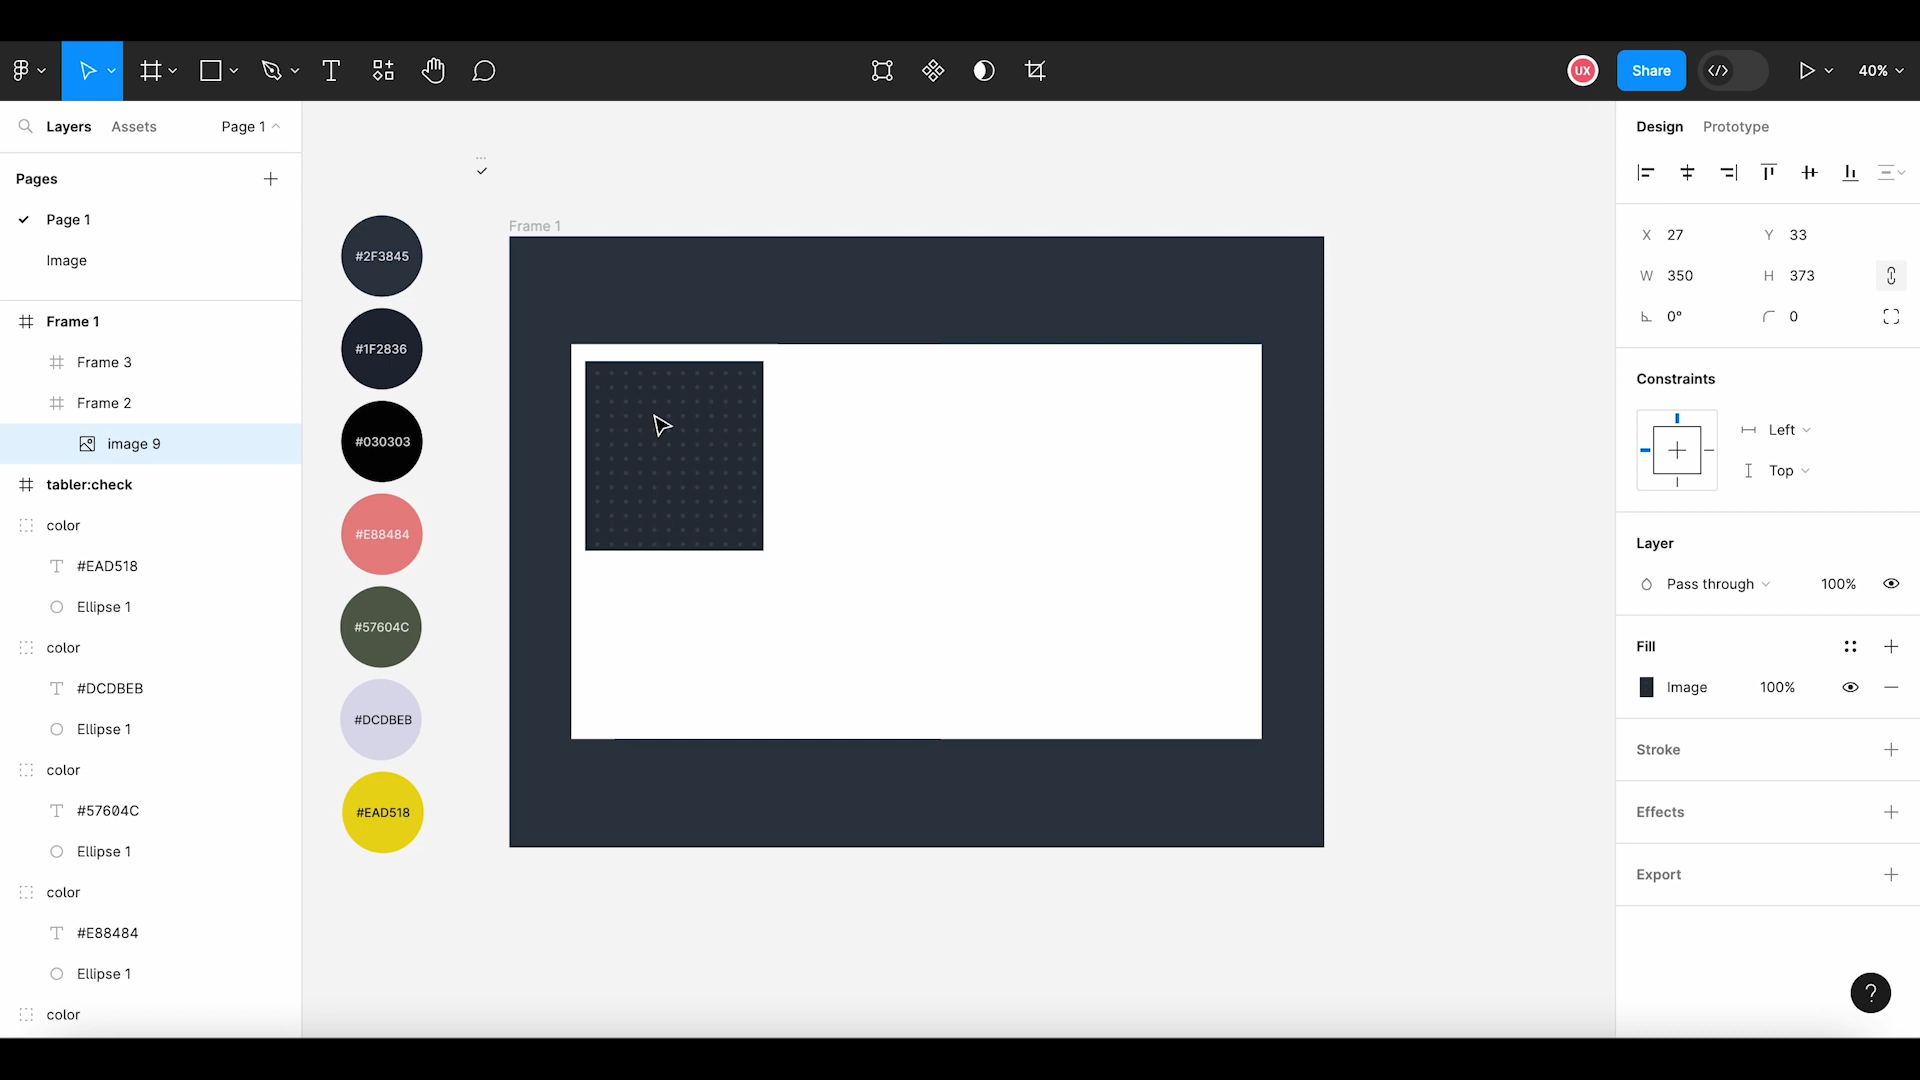 UX
Share
40%
Layers
Assets
Page 1
Pages
Page 1
Image
Frame 1
Frame 3
Frame 2
image 9
tabler:check
color
#EAD518
Ellipse 1
color
#DCDBEB
Ellipse 1
color
#57604C
Ellipse 1
color
#E88484
Ellipse 1
color
...
#2F3845
#1F2836
#030303
#E88484
#57604C
#DCDBEB
#EAD518
Frame 1
Design
Prototype
X 27
Y 33
W 350
H 373
0°
0
Constraints
Left
Top
Layer
Pass through
100%
Fill
Image
100%
Stroke
Effects
Export
?